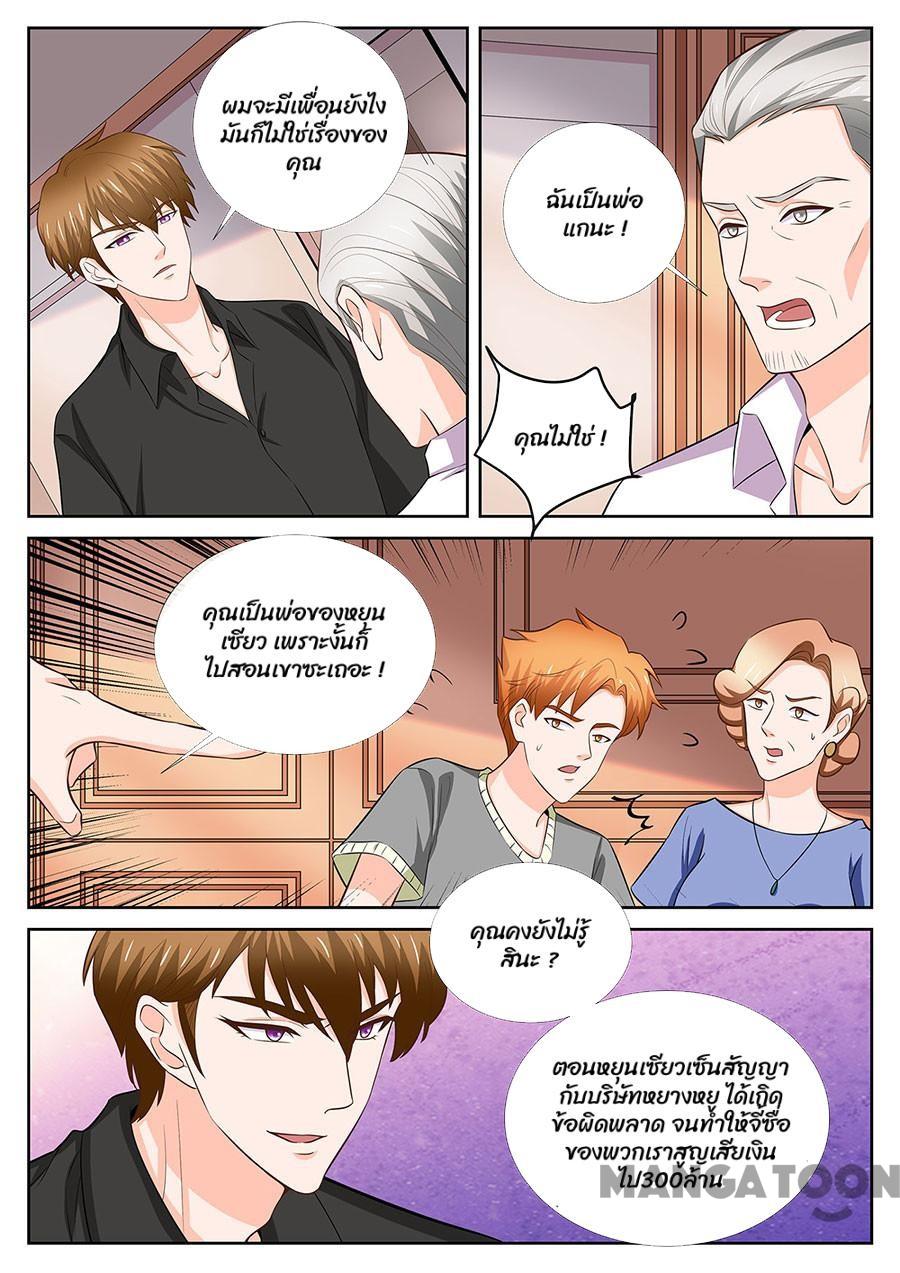 ผมจะมีเพื่อนยังไง
มันก็ไม่ใช่เรื่องของ
คุณ
ฉันเป็นพ่อ
แกนะ !
คุณไม่ใช่ !
คุณเป็นพ่อของหยุน
เซียว เพราะงั้นก็
ไปสอนเขาซะเถอะ !
คุณคงยังไม่รู้
สินะ ?
ตอนหยุนเซียวเซ็นสัญญา
กับบริษัทหยางหยู ได้เกิด
ข้อผิดพลาด จนทำให้จี่ซื่อ
ของพวกเราสูญเสียเงิน
ไป300ล้าน
MANGATOON